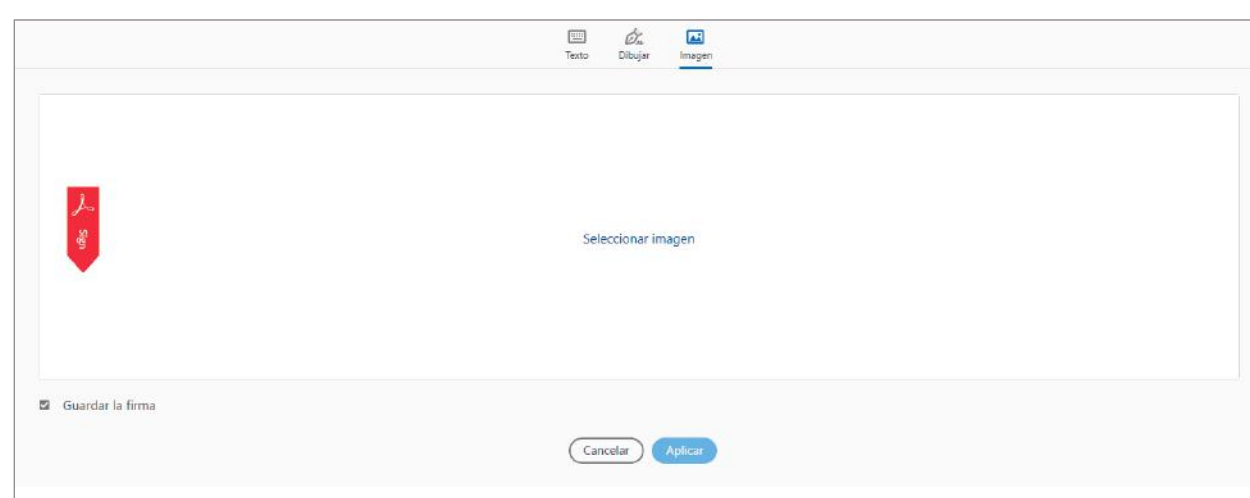 Texto Dibujar Imagen
Sign
Seleccionar imagen
Guardar la firma
Cancelar Aplicar